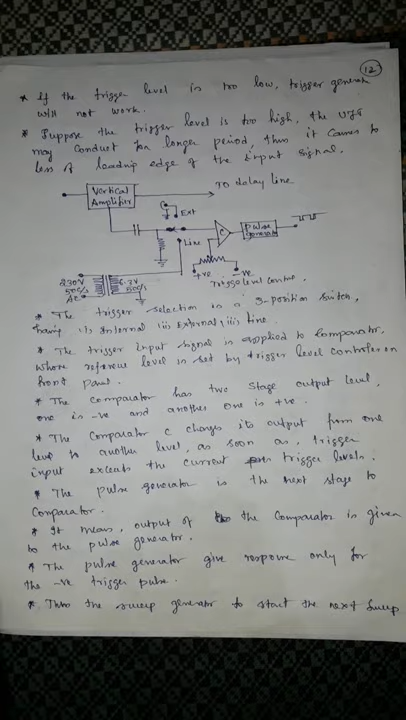 12
* If the trigger level is too low, trigger generate
will not work.
* Suppose the trigger level is too high, the UJT
may conduct for longer period, thus it causes to
less of leading edge of the input signal.
Vertical
Amplifier
TO delay line
Ext
Line
C
Pulse
Generator
230V
50C/s
AC
6.2V
50C/s
+ve
-ve
Trigger level control.
* The trigger selection is a 3-position switch,
having (i) Internal (ii) External, (iii) Line.
* The trigger input signal is applied to Comparator,
whose reference level is set by trigger level control on
front panel.
* The comparator has two stage output level,
one is -ve and another one is +ve.
* The Comparator C changes its output from one
level to another level, as soon as, trigger
input exceeds the current trigger levels.
* The pulse generator is the next stage to
Comparator.
* It means, output of the Comparator is given
to the pulse generator.
* The pulse generator give response only for
the -ve trigger pulse.
* Thus the sweep generator to start the next sweep